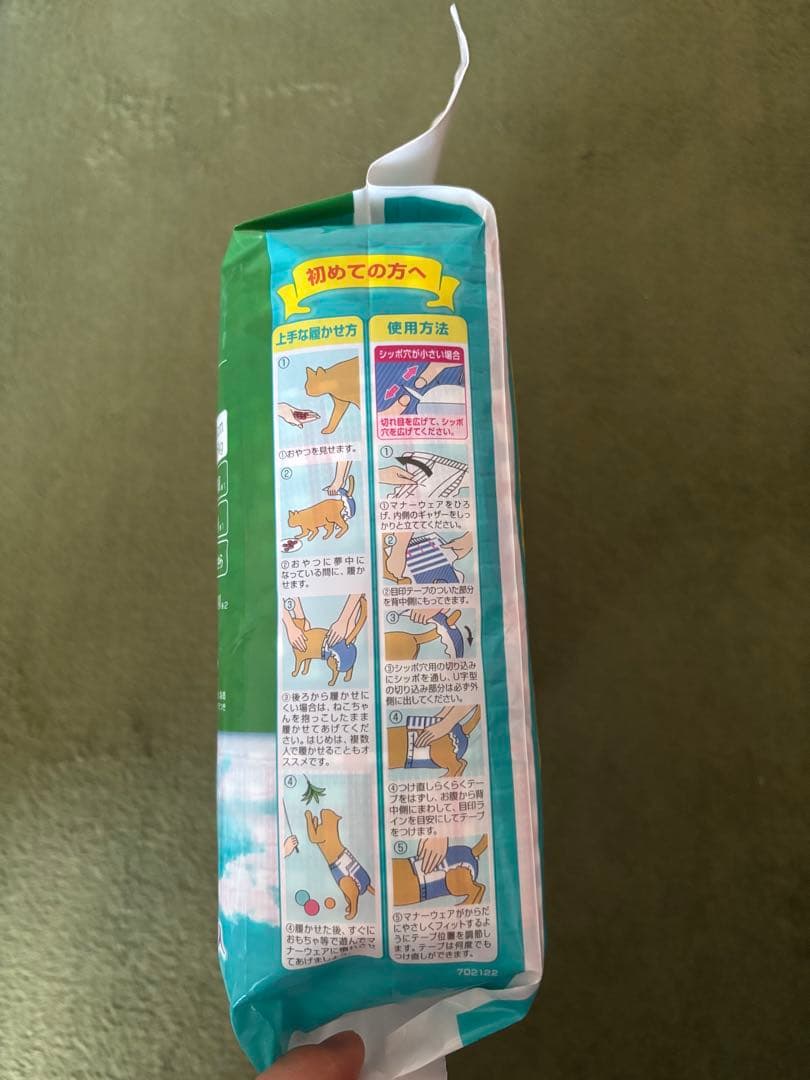 初めての方へ
上手な履かせ方
①
①おやつを見せます。
②
②おやつに夢中に
なっている間に、履か
せます。
③
③後ろから履かせに
くい場合は、ねこちゃ
んを抱っこしたまま
履かせてあげてくだ
さい。はじめは、複数
人で履かせることもオ
ススメです。
④
④履かせた後、すぐに
おもちゃ等で遊んでマ
ナーウェアに
てあげまし
使用方法
シッポ穴が小さい場合
切れ目を広げて、シッポ
穴を広げてください。
①
①マナーウェアをひろ
げ、内側のギャザーをしっ
かりと立ててください。
②
②目印テープのついた部分
を背中側にもってきます。
③
③シッポ穴用の切り込み
にシッポを通し、U字型
の切り込み部分は必ず外
側に出してください。
④
④つけ直しらくらくテー
プをはずし、お腹から背
中側にまわして、目印ラ
インを目安にしてテープ
をつけます。
⑤
⑤マナーウェアがからだ
にやさしくフィットするよ
うにテープ位置を調節し
ます。テープは何度でも
つけ直しができます。
702122